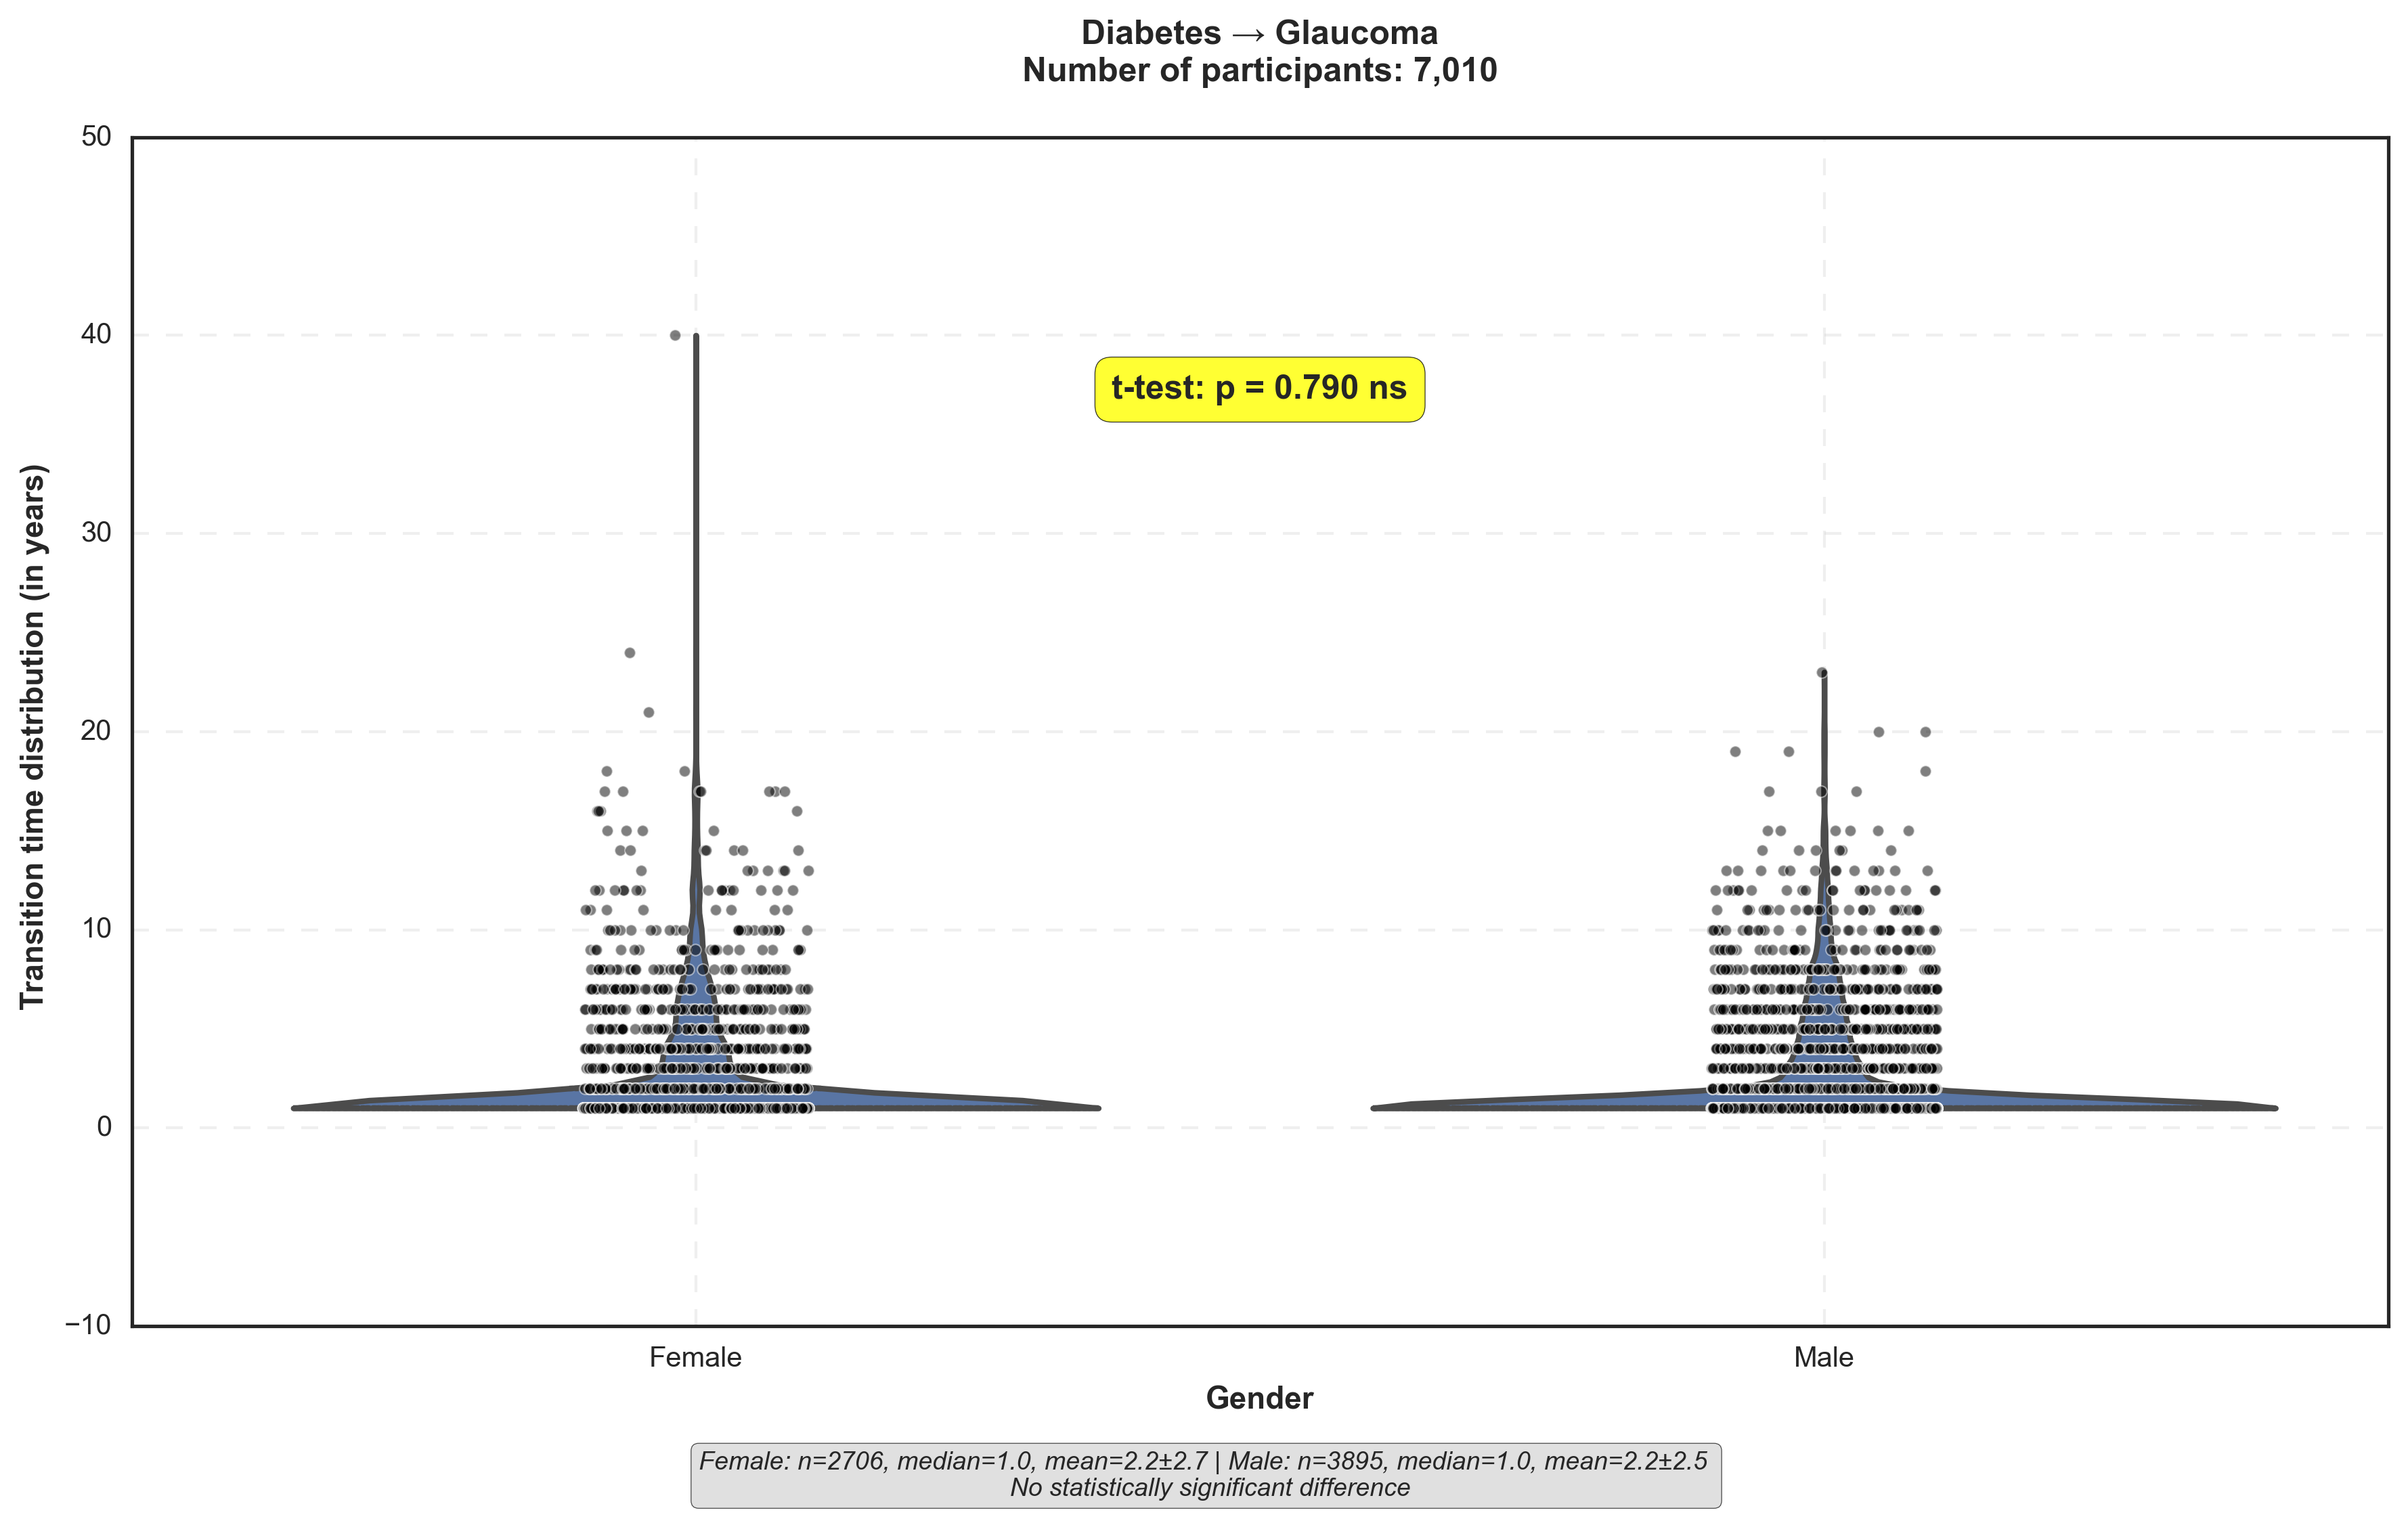 Diabetes → Glaucoma
Number of participants: 7,010
Transition time distribution (in years)
50
40
30
20
10
0
−10
t-test: p = 0.790 ns
Female
Male
Gender
Female: n=2706, median=1.0, mean=2.2±2.7 | Male: n=3895, median=1.0, mean=2.2±2.5
No statistically significant difference